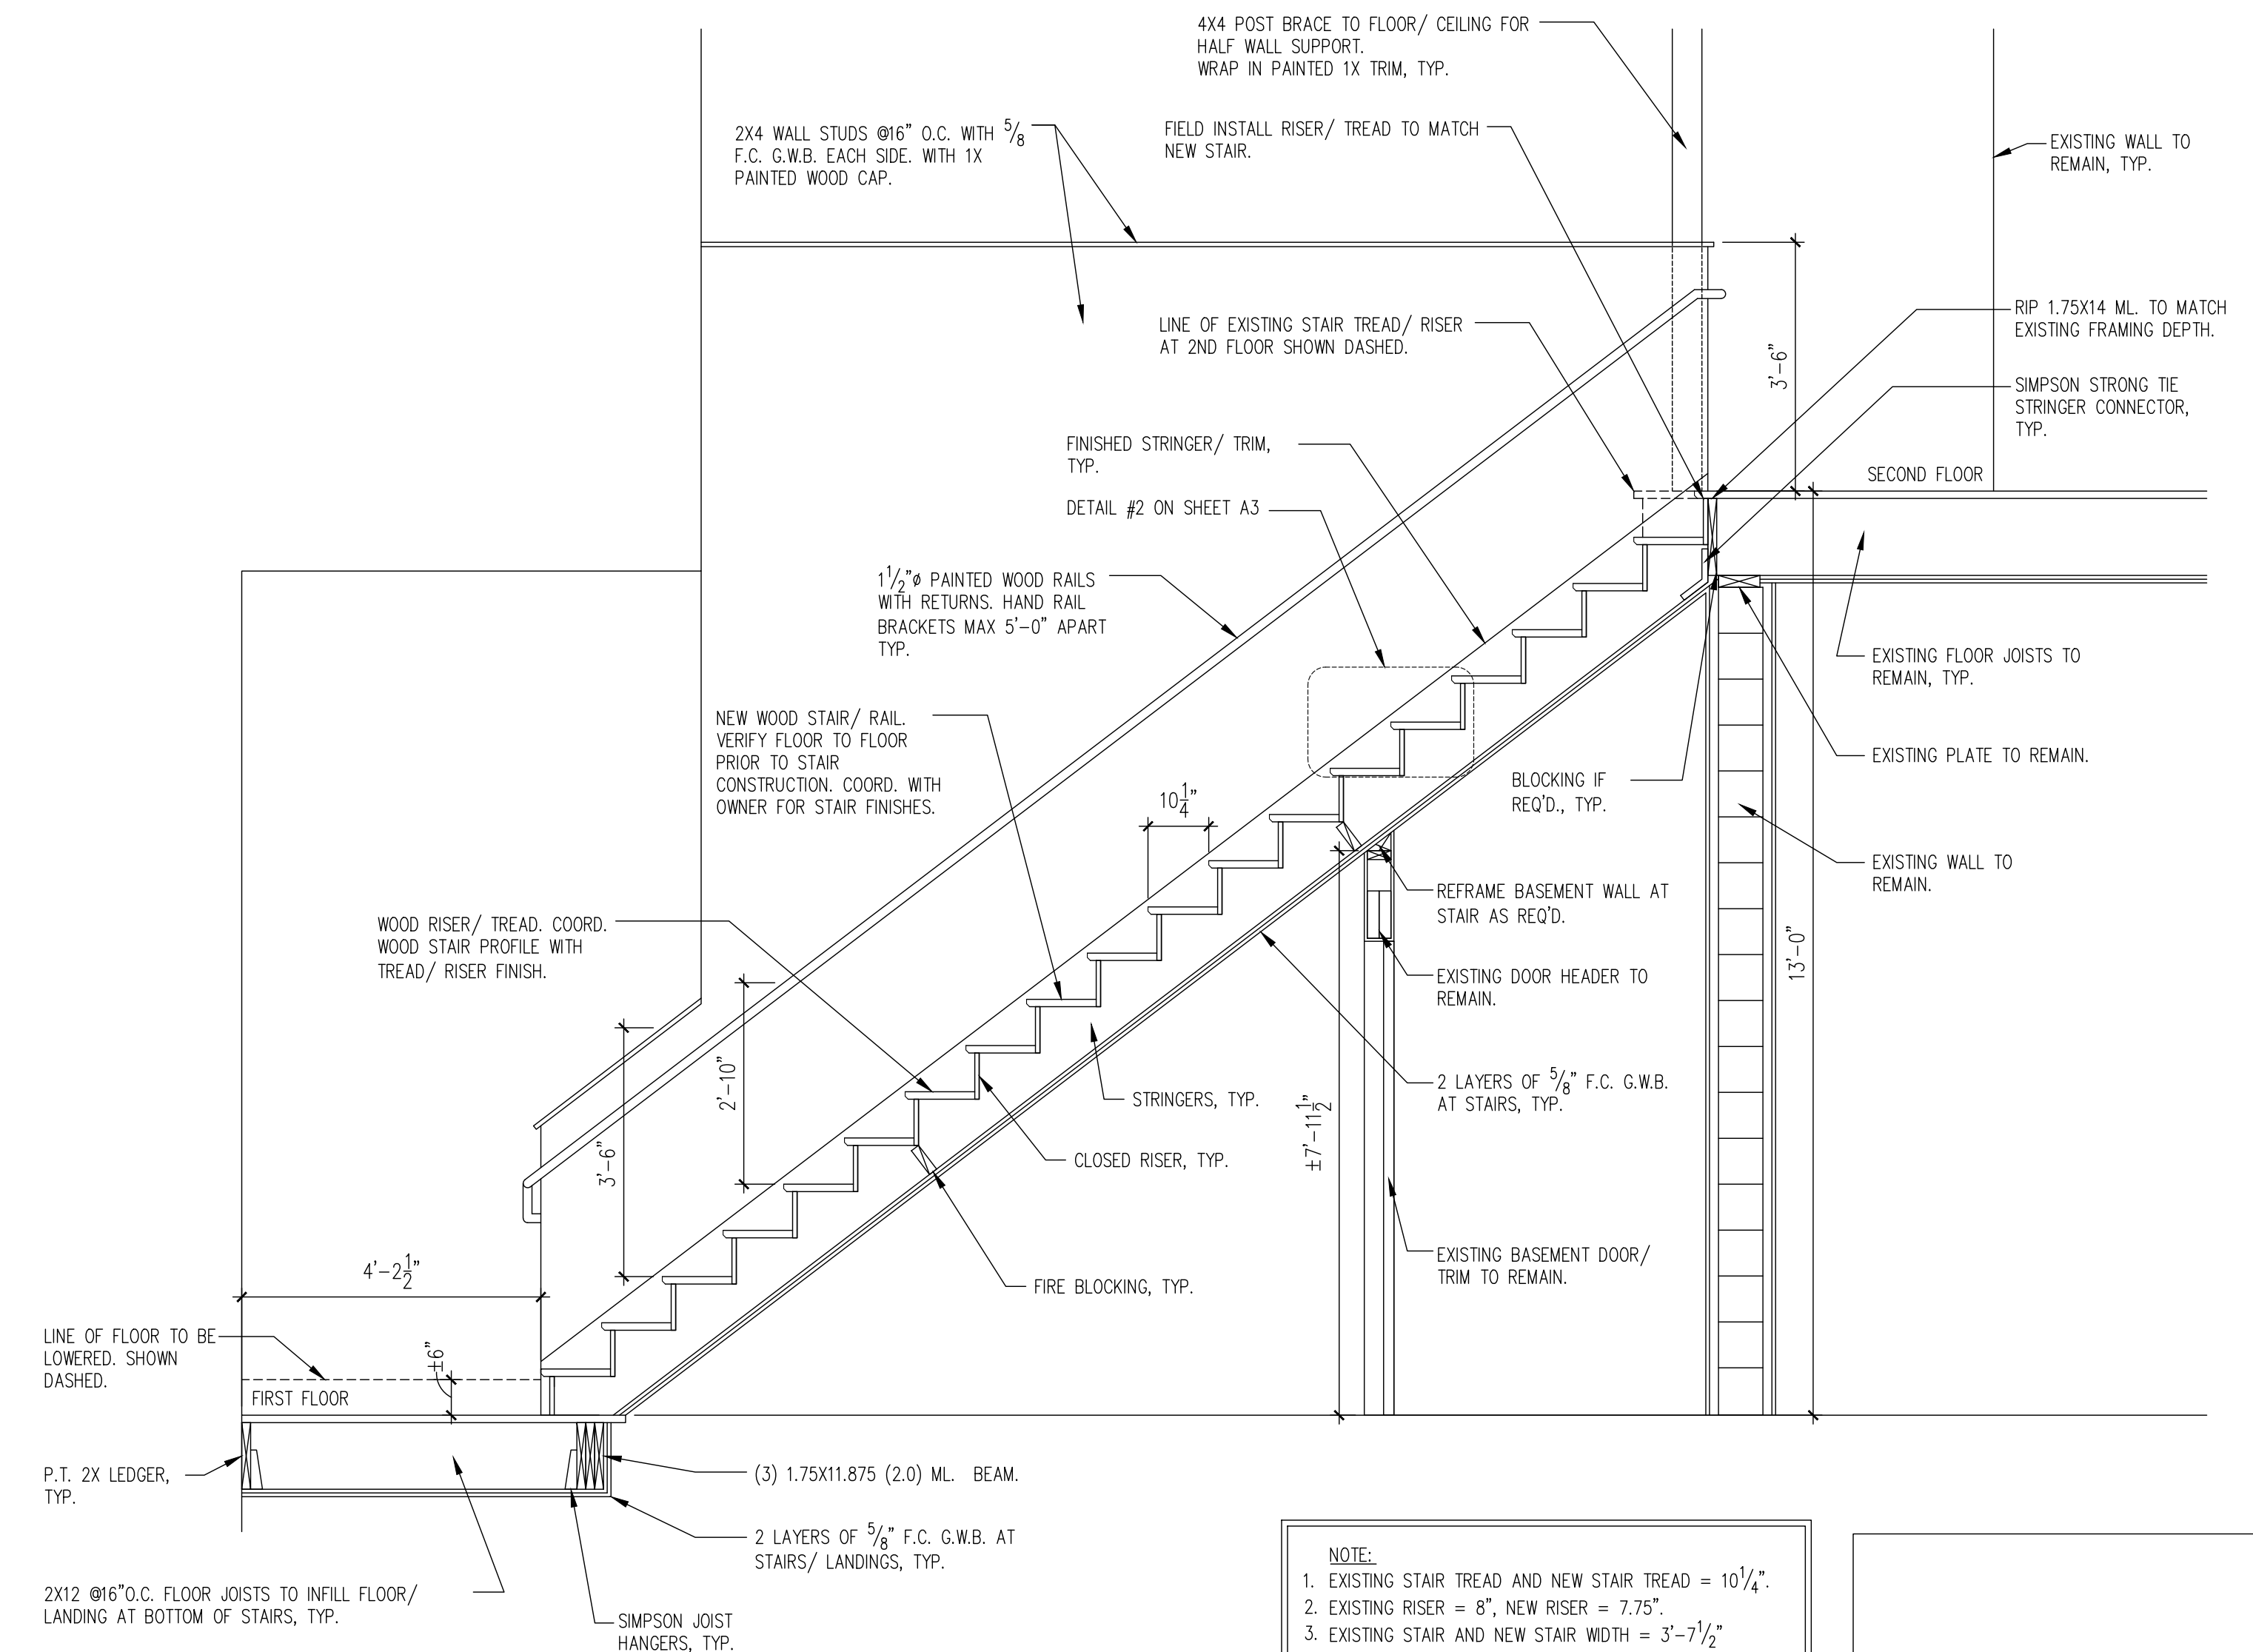 4X4 POST BRACE TO FLOOR/ CEILING FOR
HALF WALL SUPPORT.
WRAP IN PAINTED 1X TRIM, TYP.
2X4 WALL STUDS @16" O.C. WITH 5/8
F.C. G.W.B. EACH SIDE. WITH 1X
PAINTED WOOD CAP.
FIELD INSTALL RISER/ TREAD TO MATCH
NEW STAIR.
EXISTING WALL TO
REMAIN, TYP.
LINE OF EXISTING STAIR TREAD/ RISER
AT 2ND FLOOR SHOWN DASHED.
3'-6"
RIP 1.75X14 ML. TO MATCH
EXISTING FRAMING DEPTH.
SIMPSON STRONG TIE
STRINGER CONNECTOR,
TYP.
FINISHED STRINGER/ TRIM,
TYP.
SECOND FLOOR
DETAIL #2 ON SHEET A3
1 1/2"ø PAINTED WOOD RAILS
WITH RETURNS. HAND RAIL
BRACKETS MAX 5'-0" APART
TYP.
EXISTING FLOOR JOISTS TO
REMAIN, TYP.
NEW WOOD STAIR/ RAIL.
VERIFY FLOOR TO FLOOR
PRIOR TO STAIR
CONSTRUCTION. COORD. WITH
OWNER FOR STAIR FINISHES.
10 1/4"
BLOCKING IF
REQ'D., TYP.
EXISTING PLATE TO REMAIN.
EXISTING WALL TO
REMAIN.
REFRAME BASEMENT WALL AT
STAIR AS REQ'D.
WOOD RISER/ TREAD. COORD.
WOOD STAIR PROFILE WITH
TREAD/ RISER FINISH.
13'-0"
EXISTING DOOR HEADER TO
REMAIN.
2'-10"
3'-6"
STRINGERS, TYP.
2 LAYERS OF 5/8" F.C. G.W.B.
AT STAIRS, TYP.
±7'-11 1/2"
CLOSED RISER, TYP.
FIRE BLOCKING, TYP.
EXISTING BASEMENT DOOR/
TRIM TO REMAIN.
4'-2 1/2"
LINE OF FLOOR TO BE
LOWERED. SHOWN
DASHED.
±6"
FIRST FLOOR
P.T. 2X LEDGER,
TYP.
(3) 1.75X11.875 (2.0) ML. BEAM.
2 LAYERS OF 5/8" F.C. G.W.B. AT
STAIRS/ LANDINGS, TYP.
2X12 @16"O.C. FLOOR JOISTS TO INFILL FLOOR/
LANDING AT BOTTOM OF STAIRS, TYP.
SIMPSON JOIST
HANGERS, TYP.
NOTE:
1. EXISTING STAIR TREAD AND NEW STAIR TREAD = 10 1/4".
2. EXISTING RISER = 8", NEW RISER = 7.75".
3. EXISTING STAIR AND NEW STAIR WIDTH = 3'-7 1/2"